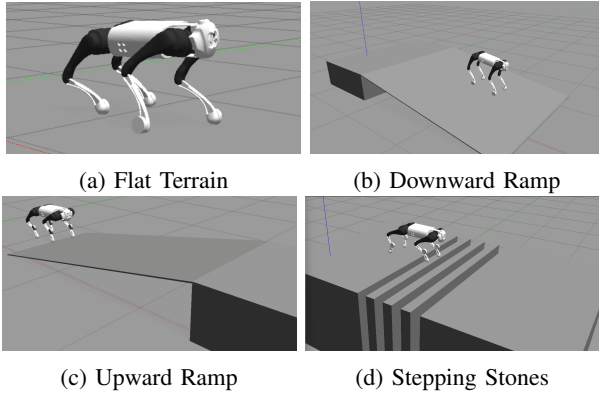 (a) Flat Terrain
(b) Downward Ramp
(c) Upward Ramp
(d) Stepping Stones